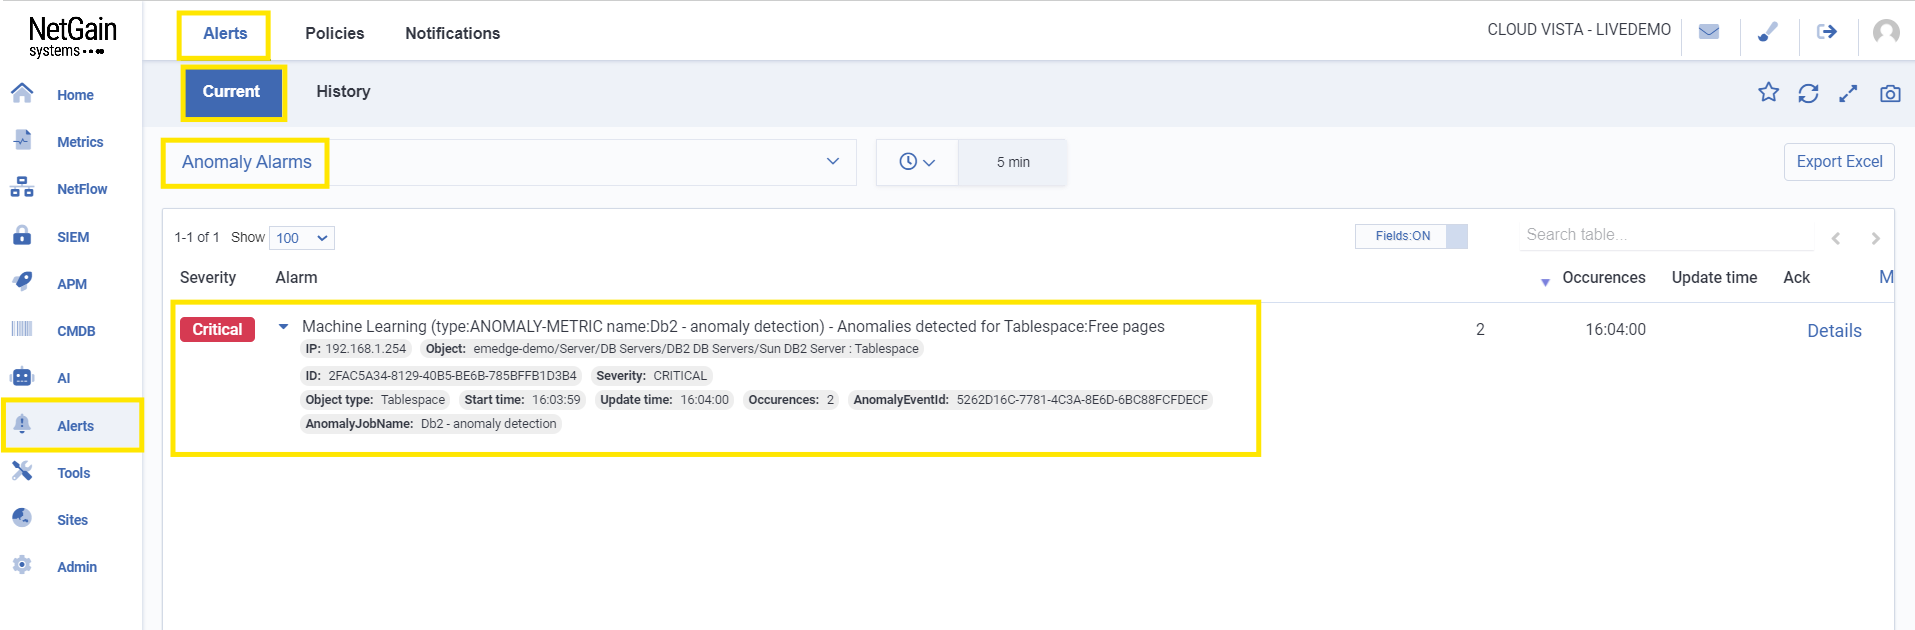 NetGain
systems
Alerts Policies Notifications
CLOUD VISTA - LIVEDEMO
Current History
Home
Metrics
NetFlow
SIEM
APM
CMDB
AI
Alerts
Tools
Sites
Admin
Anomaly Alarms
5 min
Export Excel
1-1 of 1 Show 100
Fields:ON
Search table...
Severity Alarm Occurences Update time Ack M
Critical Machine Learning (type:ANOMALY-METRIC name:Db2 - anomaly detection) - Anomalies detected for Tablespace:Free pages 2 16:04:00 Details
IP: 192.168.1.254 Object: emedge-demo/Server/DB Servers/DB2 DB Servers/Sun DB2 Server : Tablespace
ID: 2FAC5A34-8129-40B5-BE6B-785BFFB1D3B4 Severity: CRITICAL
Object type: Tablespace Start time: 16:03:59 Update time: 16:04:00 Occurences: 2 AnomalyEventId: 5262D16C-7781-4C3A-8E6D-6BC88FCFDECF
AnomalyJobName: Db2 - anomaly detection